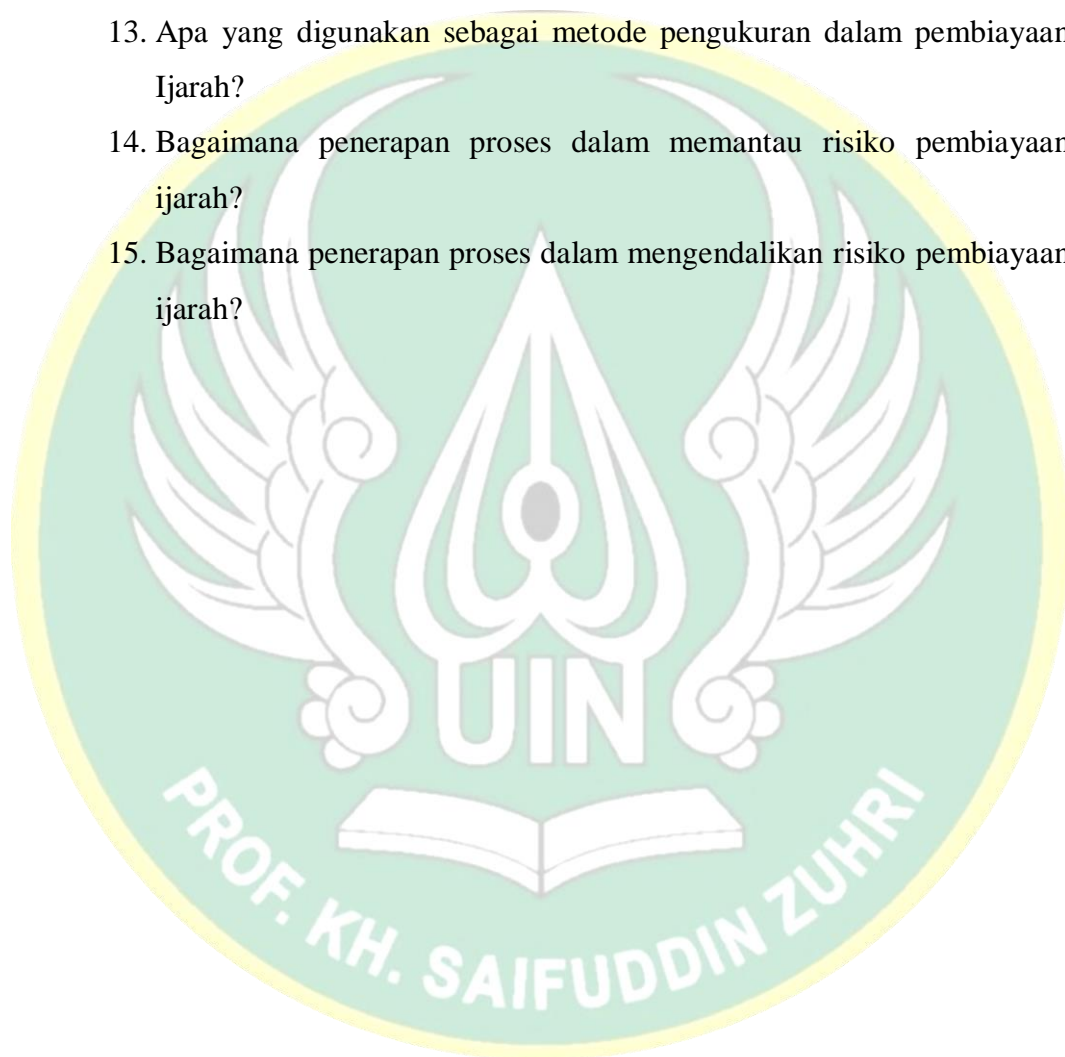 13. Apa yang digunakan sebagai metode pengukuran dalam pembiayaan
Ijarah?
14. Bagaimana penerapan proses dalam memantau risiko pembiayaan
ijarah?
15. Bagaimana penerapan proses dalam mengendalikan risiko pembiayaan
ijarah?
UIN
PROF. KH. SAIFUDDIN ZUHRI